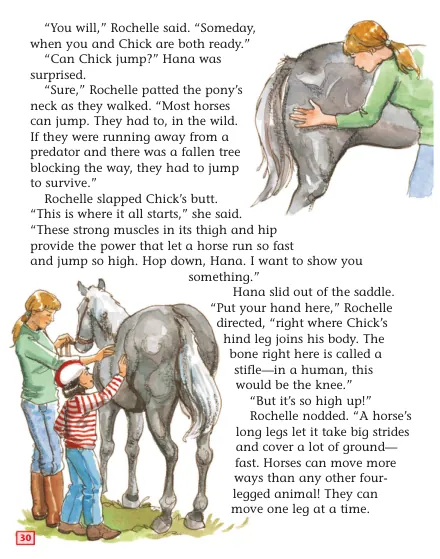 “You will,” Rochelle said. “Someday,
when you and Chick are both ready.”
“Can Chick jump?” Hana was
surprised.
“Sure,” Rochelle patted the pony’s
neck as they walked. “Most horses
can jump. They had to, in the wild.
If they were running away from a
predator and there was a fallen tree
blocking the way, they had to jump
to survive.”
Rochelle slapped Chick’s butt.
“This is where it all starts,” she said.
“These strong muscles in its thigh and hip
provide the power that let a horse run so fast
and jump so high. Hop down, Hana. I want to show you
something.”
Hana slid out of the saddle.
“Put your hand here,” Rochelle
directed, “right where Chick’s
hind leg joins his body. The
bone right here is called a
stifle—in a human, this
would be the knee.”
“But it’s so high up!”
Rochelle nodded. “A horse’s
long legs let it take big strides
and cover a lot of ground—
fast. Horses can move more
ways than any other four-
legged animal! They can
move one leg at a time.
30